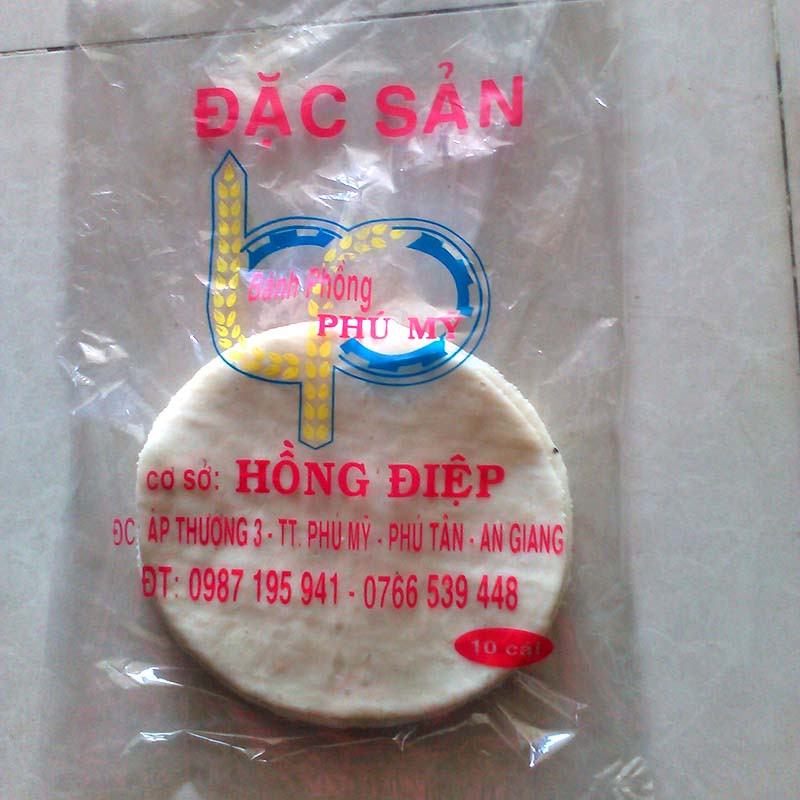 ĐẶC SẢN
Bánh Phồng
PHÚ MỸ
CƠ SỞ: HỒNG ĐIỆP
ĐC ẤP THƯỢNG 3 - TT. PHÚ MỸ - PHÚ TÂN - AN GIANG
ĐT: 0987 195 941 - 0766 539 448
10 cái